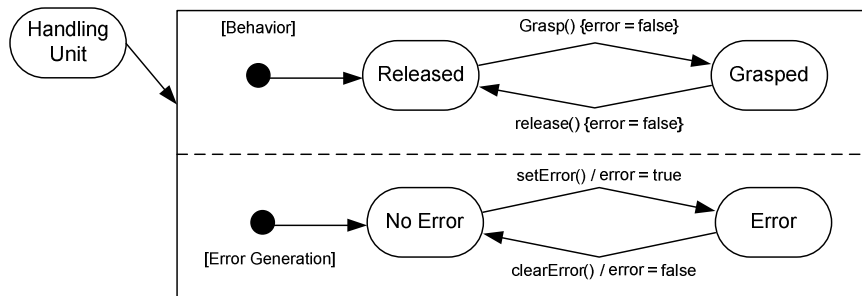 Handling
Unit
[Behavior]
Grasp() {error = false}
Released
Grasped
release() {error = false}
setError() / error = true
No Error
Error
[Error Generation]
clearError() / error = false